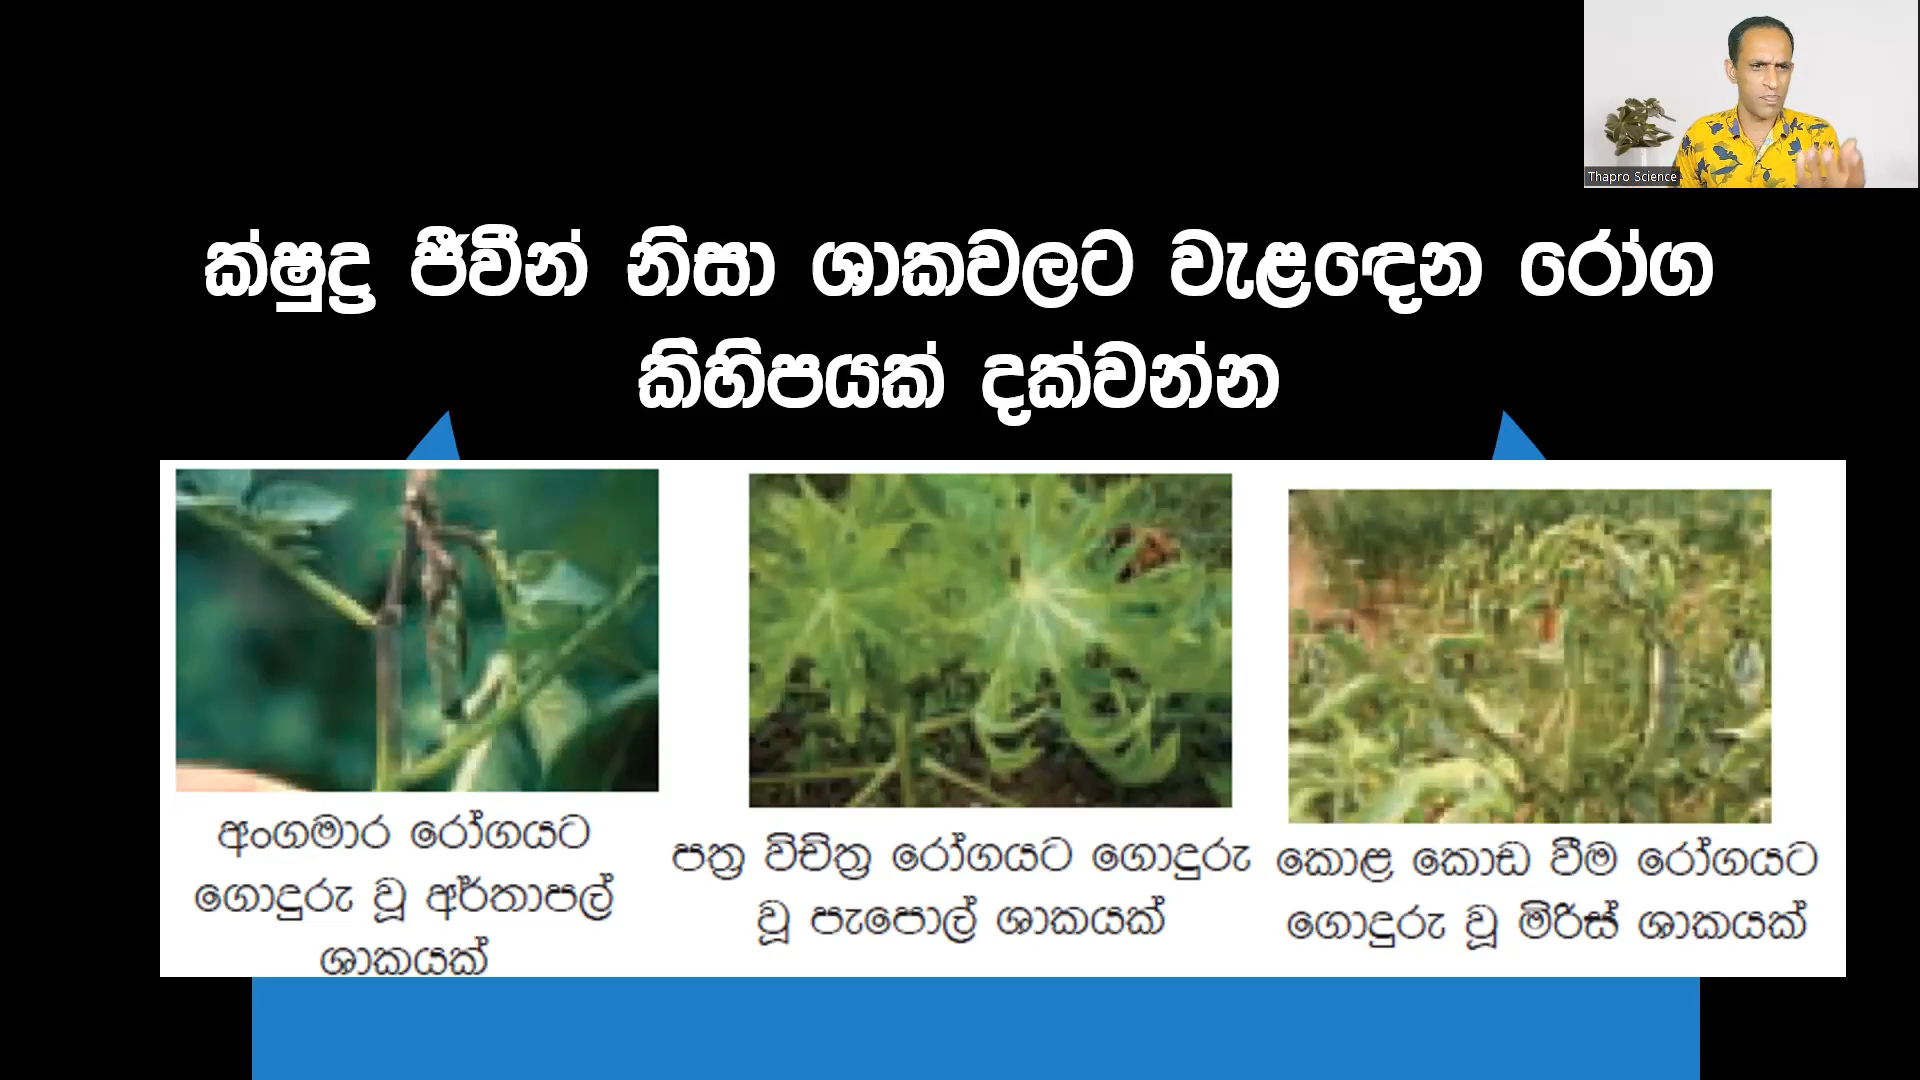 Thapro Science
ක්ෂුද්‍ර ජීවීන් නිසා ශාකවලට වැළඳෙන රෝග
කිහිපයක් දක්වන්න
අංගමාර රෝගයට
ගොදුරු වූ අර්තාපල්
ශාකයක්
පත්‍ර විචිත්‍ර රෝගයට ගොදුරු
වූ පැපොල් ශාකයක්
කොළ කොඩ වීම රෝගයට
ගොදුරු වූ මිරිස් ශාකයක්